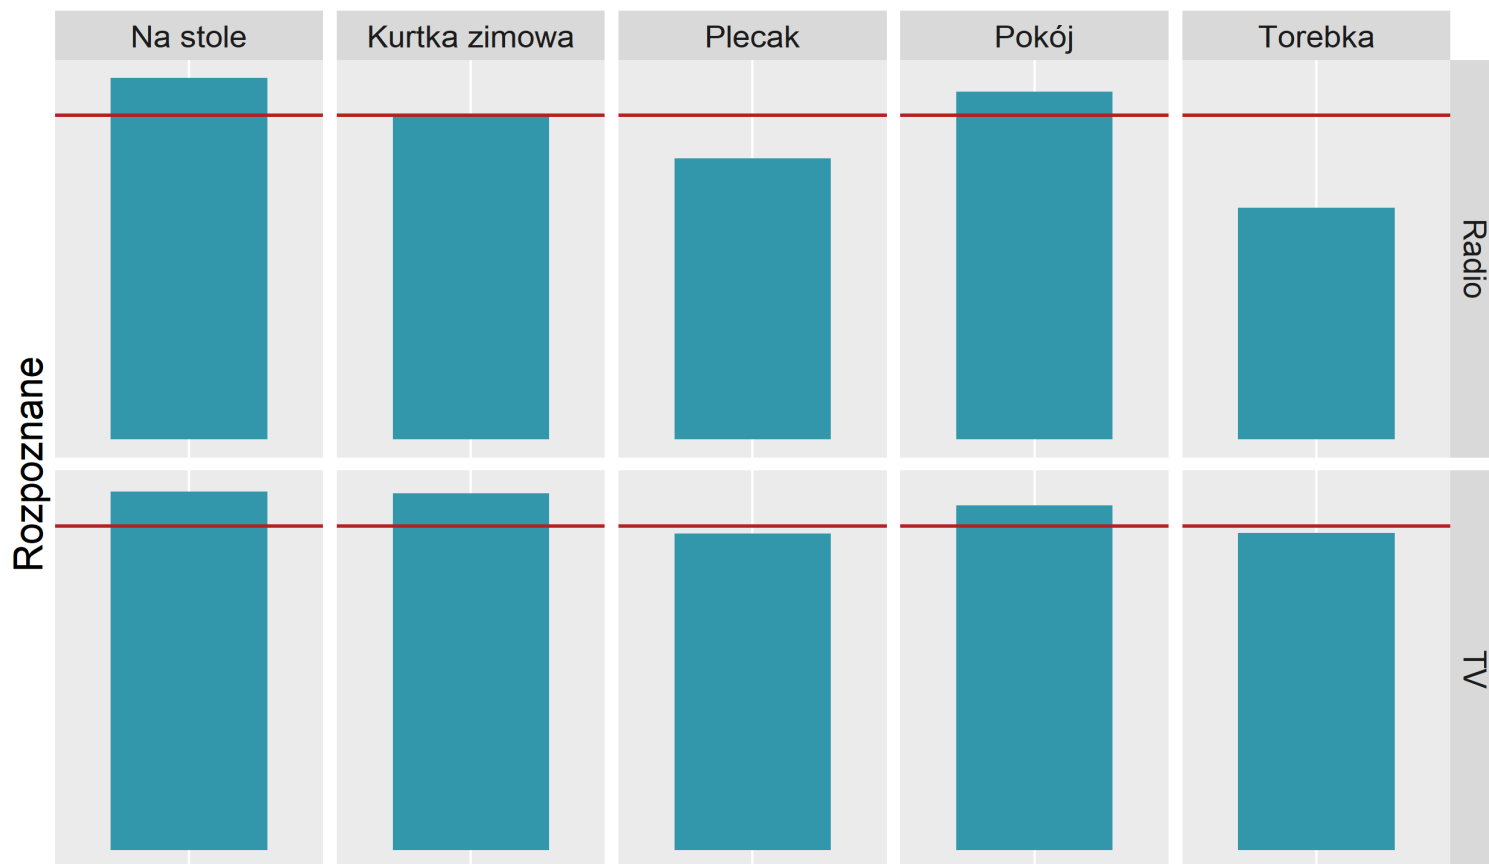 Na stole
Kurtka zimowa
Plecak
Pokój
Torebka
Rozpoznane
Radio
TV